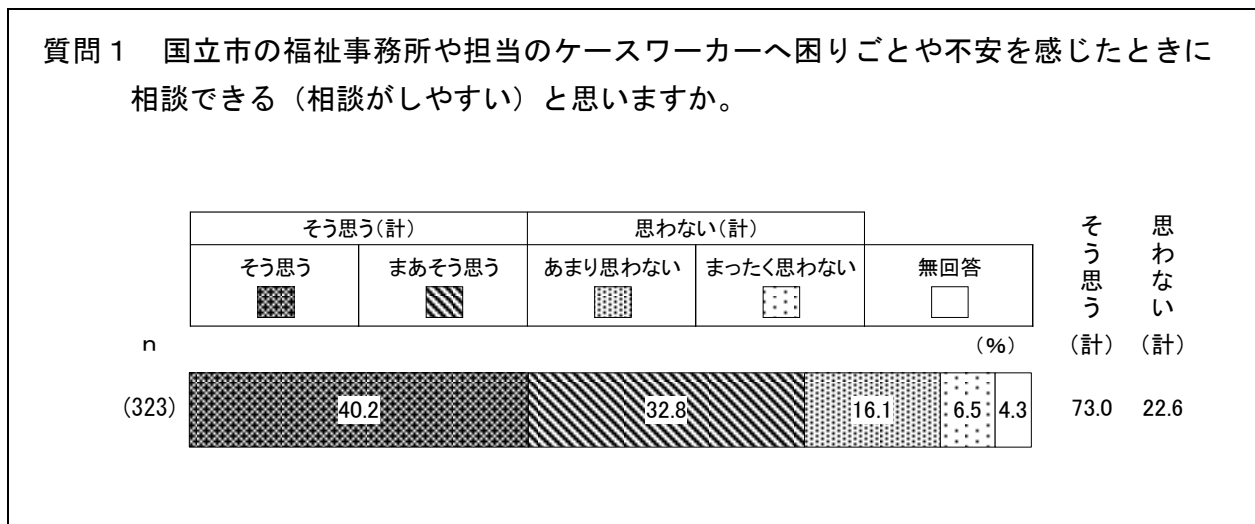 質問１　国立市の福祉事務所や担当のケースワーカーへ困りごとや不安を感じたときに
相談できる（相談がしやすい）と思いますか。
そう思う（計）　思わない（計）
そう思う　まあそう思う　あまり思わない　まったく思わない　無回答
そう思う（計）
思わない（計）
n　（%）
(323)　40.2　32.8　16.1　6.5　4.3　73.0　22.6